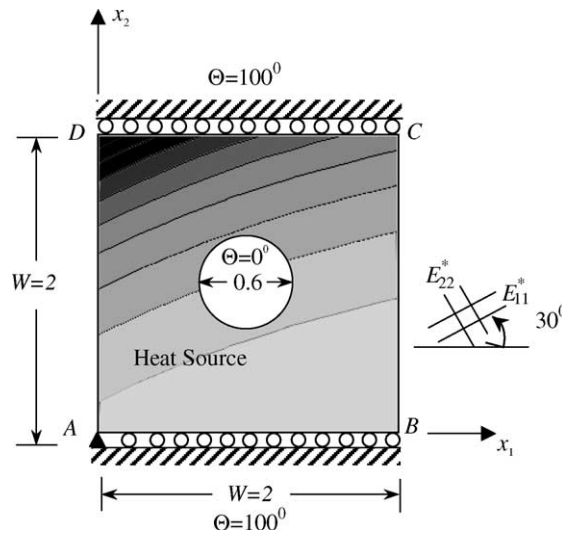 x₂
Θ=100⁰
D
C
Θ=0⁰
0.6
W=2
E₂₂*
E₁₁*
30⁰
Heat Source
A
B
x₁
W=2
Θ=100⁰